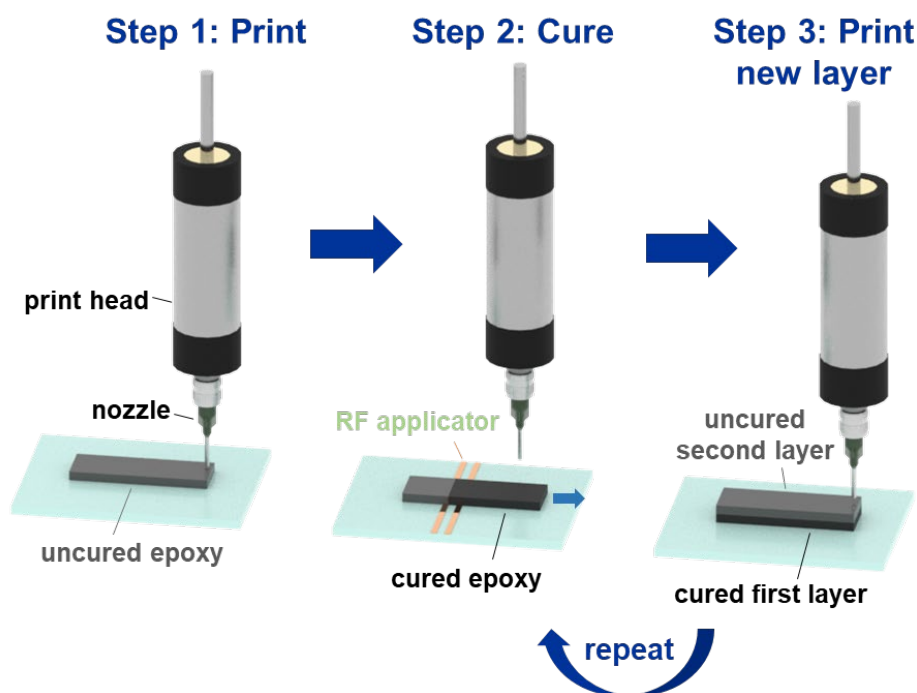 Step 1: Print
Step 2: Cure
Step 3: Print
new layer
print head
nozzle
uncured epoxy
RF applicator
cured epoxy
uncured
second layer
cured first layer
repeat